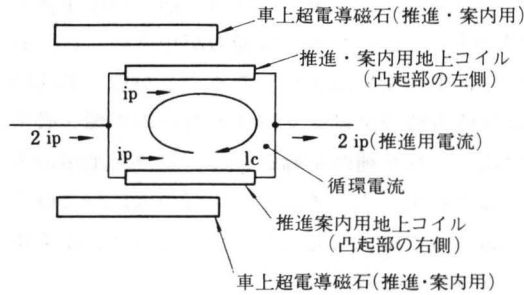 車上超電導磁石(推進・案内用)
推進・案内用地上コイル
(凸起部の左側)
ip
2 ip
2 ip(推進用電流)
ip
Ic
循環電流
推進案内用地上コイル
(凸起部の右側)
車上超電導磁石(推進・案内用)